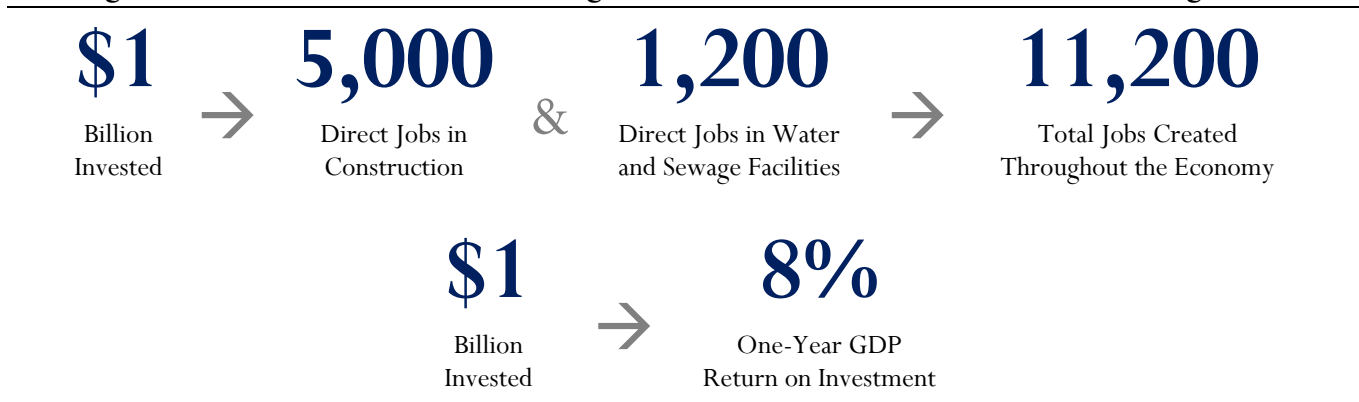 $1 → 5,000 & 1,200 → 11,200
Billion Direct Jobs in Direct Jobs in Water Total Jobs Created
Invested Construction and Sewage Facilities Throughout the Economy
$1 → 8%
Billion One-Year GDP
Invested Return on Investment